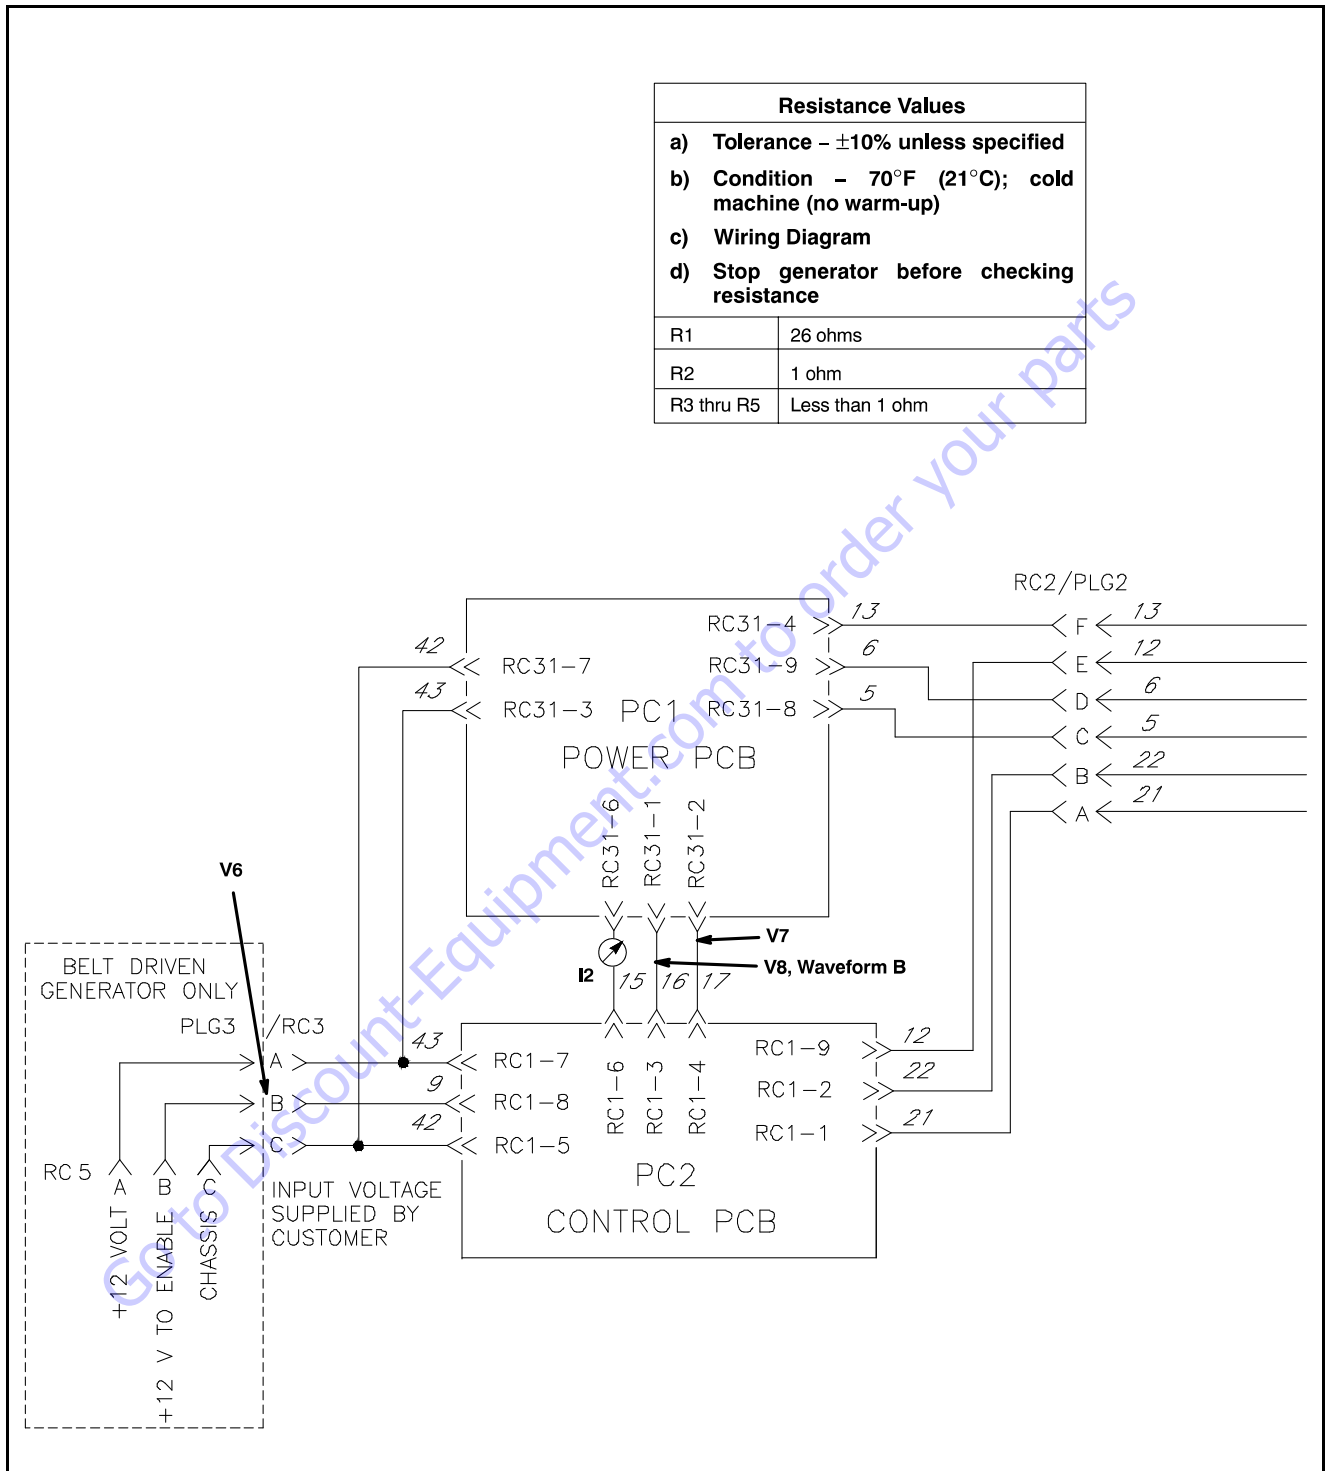 Resistance Values
a) Tolerance – ±10% unless specified
b) Condition – 70°F (21°C); cold
machine (no warm-up)
c) Wiring Diagram
d) Stop generator before checking
resistance
R1 26 ohms
R2 1 ohm
R3 thru R5 Less than 1 ohm
RC2/PLG2
42 RC31-7
43 RC31-3
PC1
POWER PCB
RC31-4 13 F 13
E 12
RC31-9 6 D 6
RC31-8 5 C 5
B 22
A 21
RC31-6
RC31-1
RC31-2
V6
V7
V8, Waveform B
I2
15 16 17
BELT DRIVEN
GENERATOR ONLY
PLG3 /RC3
A 43 RC1-7
B 9 RC1-8
C 42 RC1-5
RC1-6
RC1-3
RC1-4
RC1-9 12
RC1-2 22
RC1-1 21
PC2
CONTROL PCB
RC5 A B C
+12 VOLT
+12 V TO ENABLE
CHASSIS
INPUT VOLTAGE
SUPPLIED BY
CUSTOMER
Go to Discount-Equipment.com to order your parts